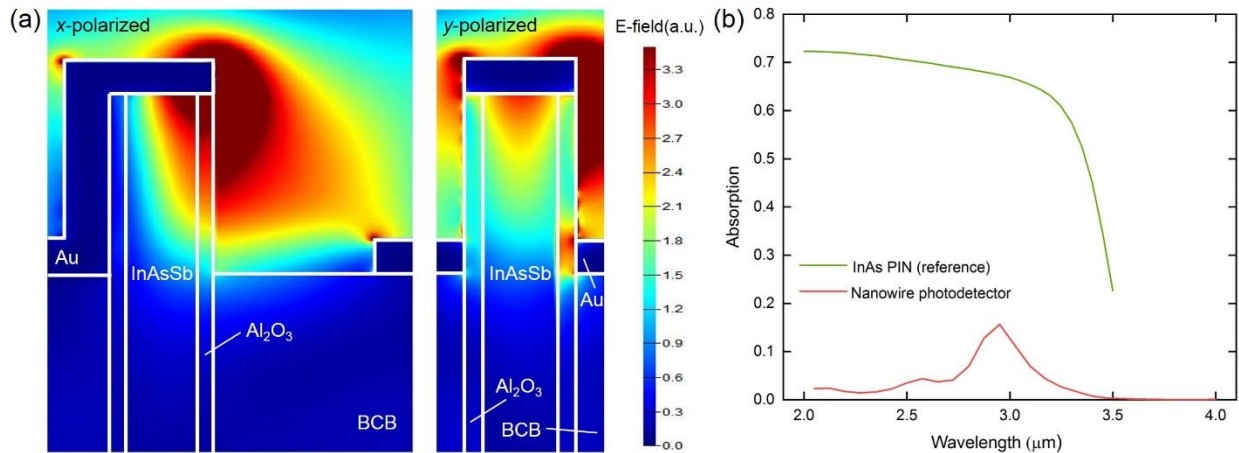 (a)
x-polarized
Au
InAsSb
Al₂O₃
BCB
y-polarized
InAsSb
Au
Al₂O₃
BCB
E-field(a.u.)
3.3
3.0
2.7
2.4
2.1
1.8
1.5
1.2
0.9
0.6
0.3
0.0
(b)
Absorption
0.8
0.7
0.6
0.5
0.4
0.3
0.2
0.1
0.0
InAs PIN (reference)
Nanowire photodetector
2.0 2.5 3.0 3.5 4.0
Wavelength (μm)